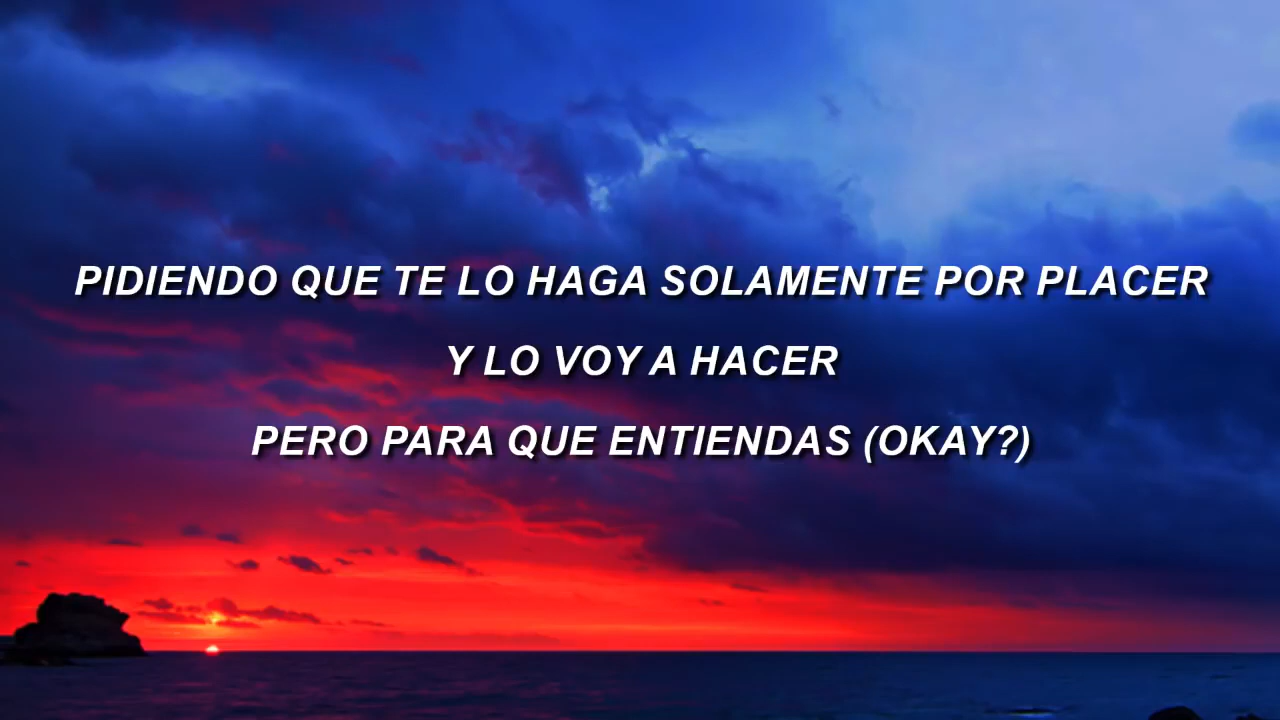 PIDIENDO QUE TE LO HAGA SOLAMENTE POR PLACER
Y LO VOY A HACER
PERO PARA QUE ENTIENDAS (OKAY?)